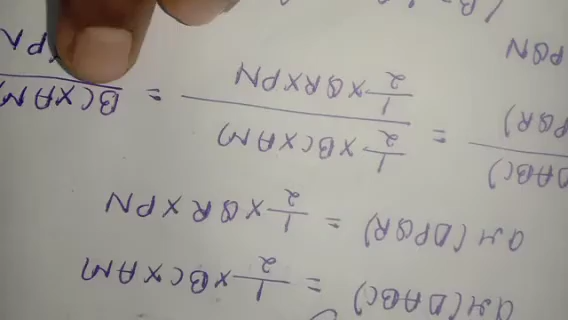 ar(ΔABC) = 1/2 × BC × AM
ar(ΔPQR) = 1/2 × QR × PN
ΔABC) / PQR) = 1/2 × BC × AM) / 1/2 × QR × PN = BC × AM) / PN
PQN